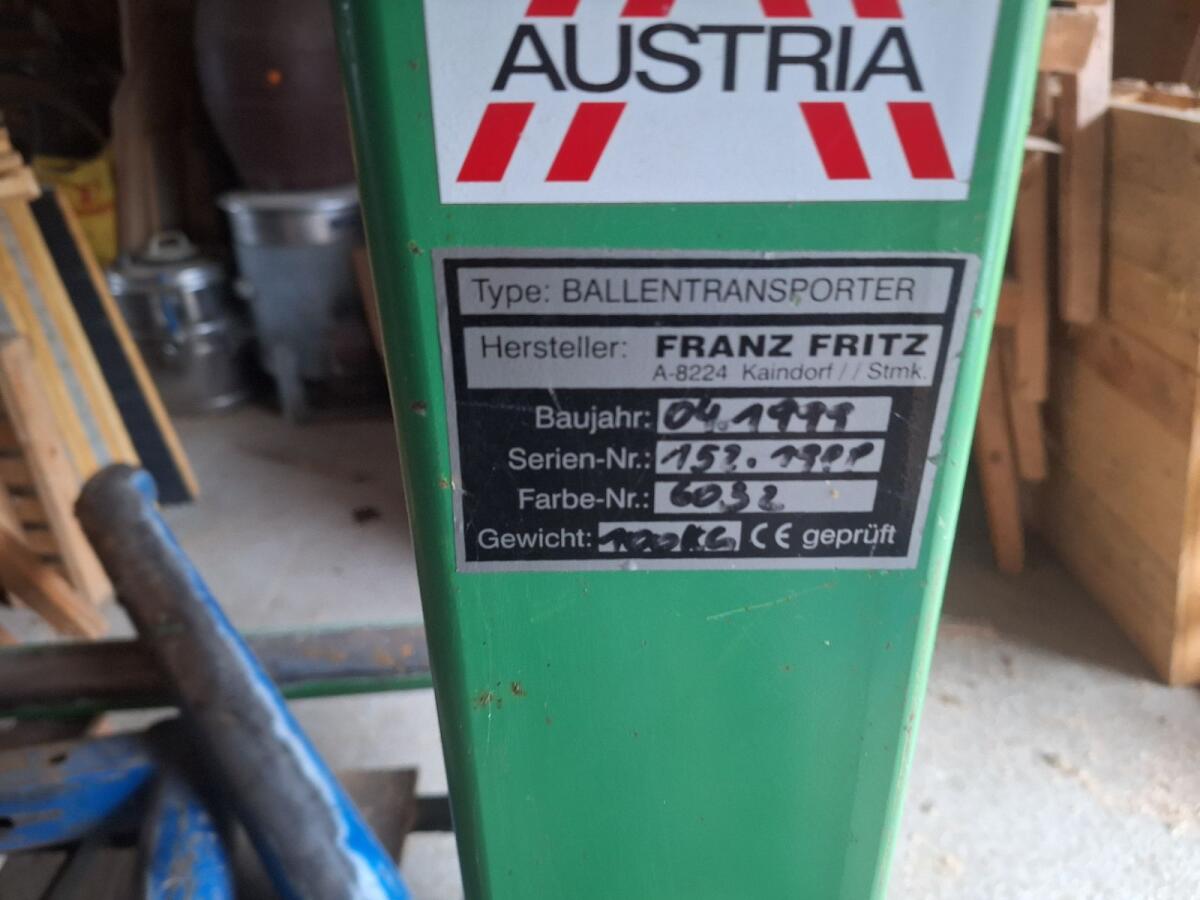 AUSTRIA
Type: BALLENTRANSPORTER
Hersteller: FRANZ FRITZ
A-8224 Kaindorf // Stmk.
Baujahr: 04.1999
Serien-Nr.:
Farbe-Nr.: 6032
Gewicht: 100KG CE geprüft